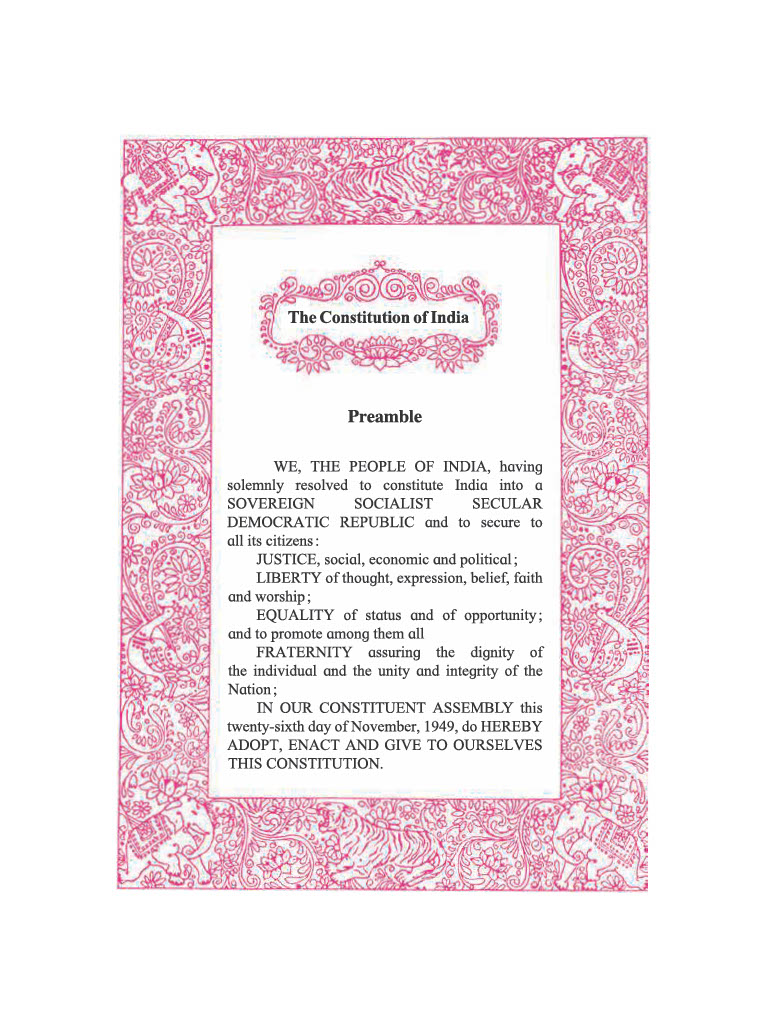 The Constitution of India
Preamble
WE, THE PEOPLE OF INDIA, having
solemnly resolved to constitute India into a
SOVEREIGN SOCIALIST SECULAR
DEMOCRATIC REPUBLIC and to secure to
all its citizens :
JUSTICE, social, economic and political ;
LIBERTY of thought, expression, belief, faith
and worship ;
EQUALITY of status and of opportunity ;
and to promote among them all
FRATERNITY assuring the dignity of
the individual and the unity and integrity of the
Nation ;
IN OUR CONSTITUENT ASSEMBLY this
twenty-sixth day of November, 1949, do HEREBY
ADOPT, ENACT AND GIVE TO OURSELVES
THIS CONSTITUTION.